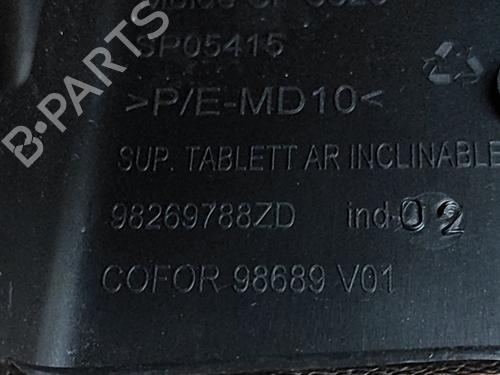 SP05415
>P/E-MD10<
SUP. TABLETT AR INCLINABLE
98269788ZD ind 02
COFOR 98689 V01
B-PARTS